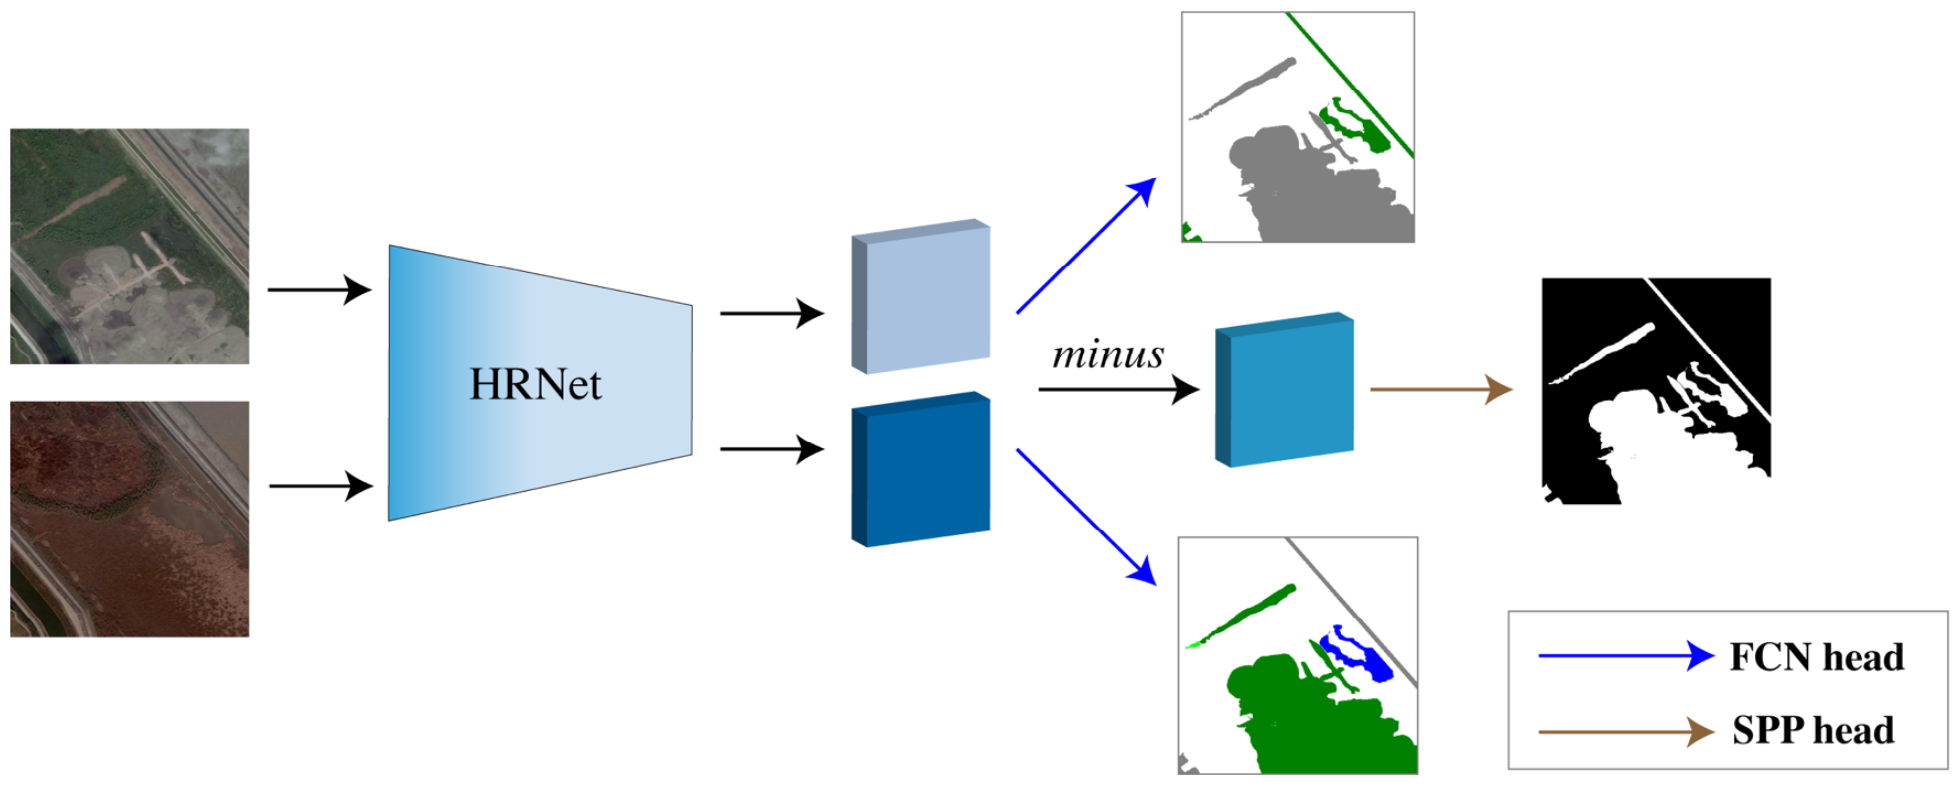 HRNet
minus
FCN head
SPP head